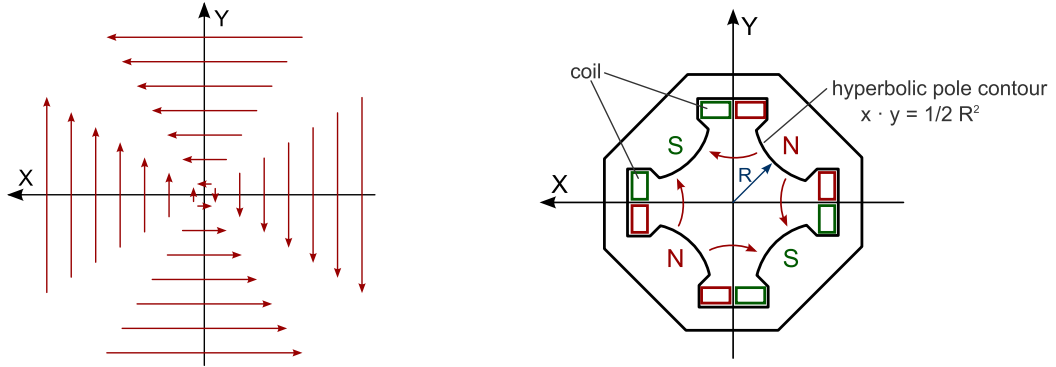 Y
X
Y
coil
hyperbolic pole contour
x · y = 1/2 R²
S
N
R
X
N
S